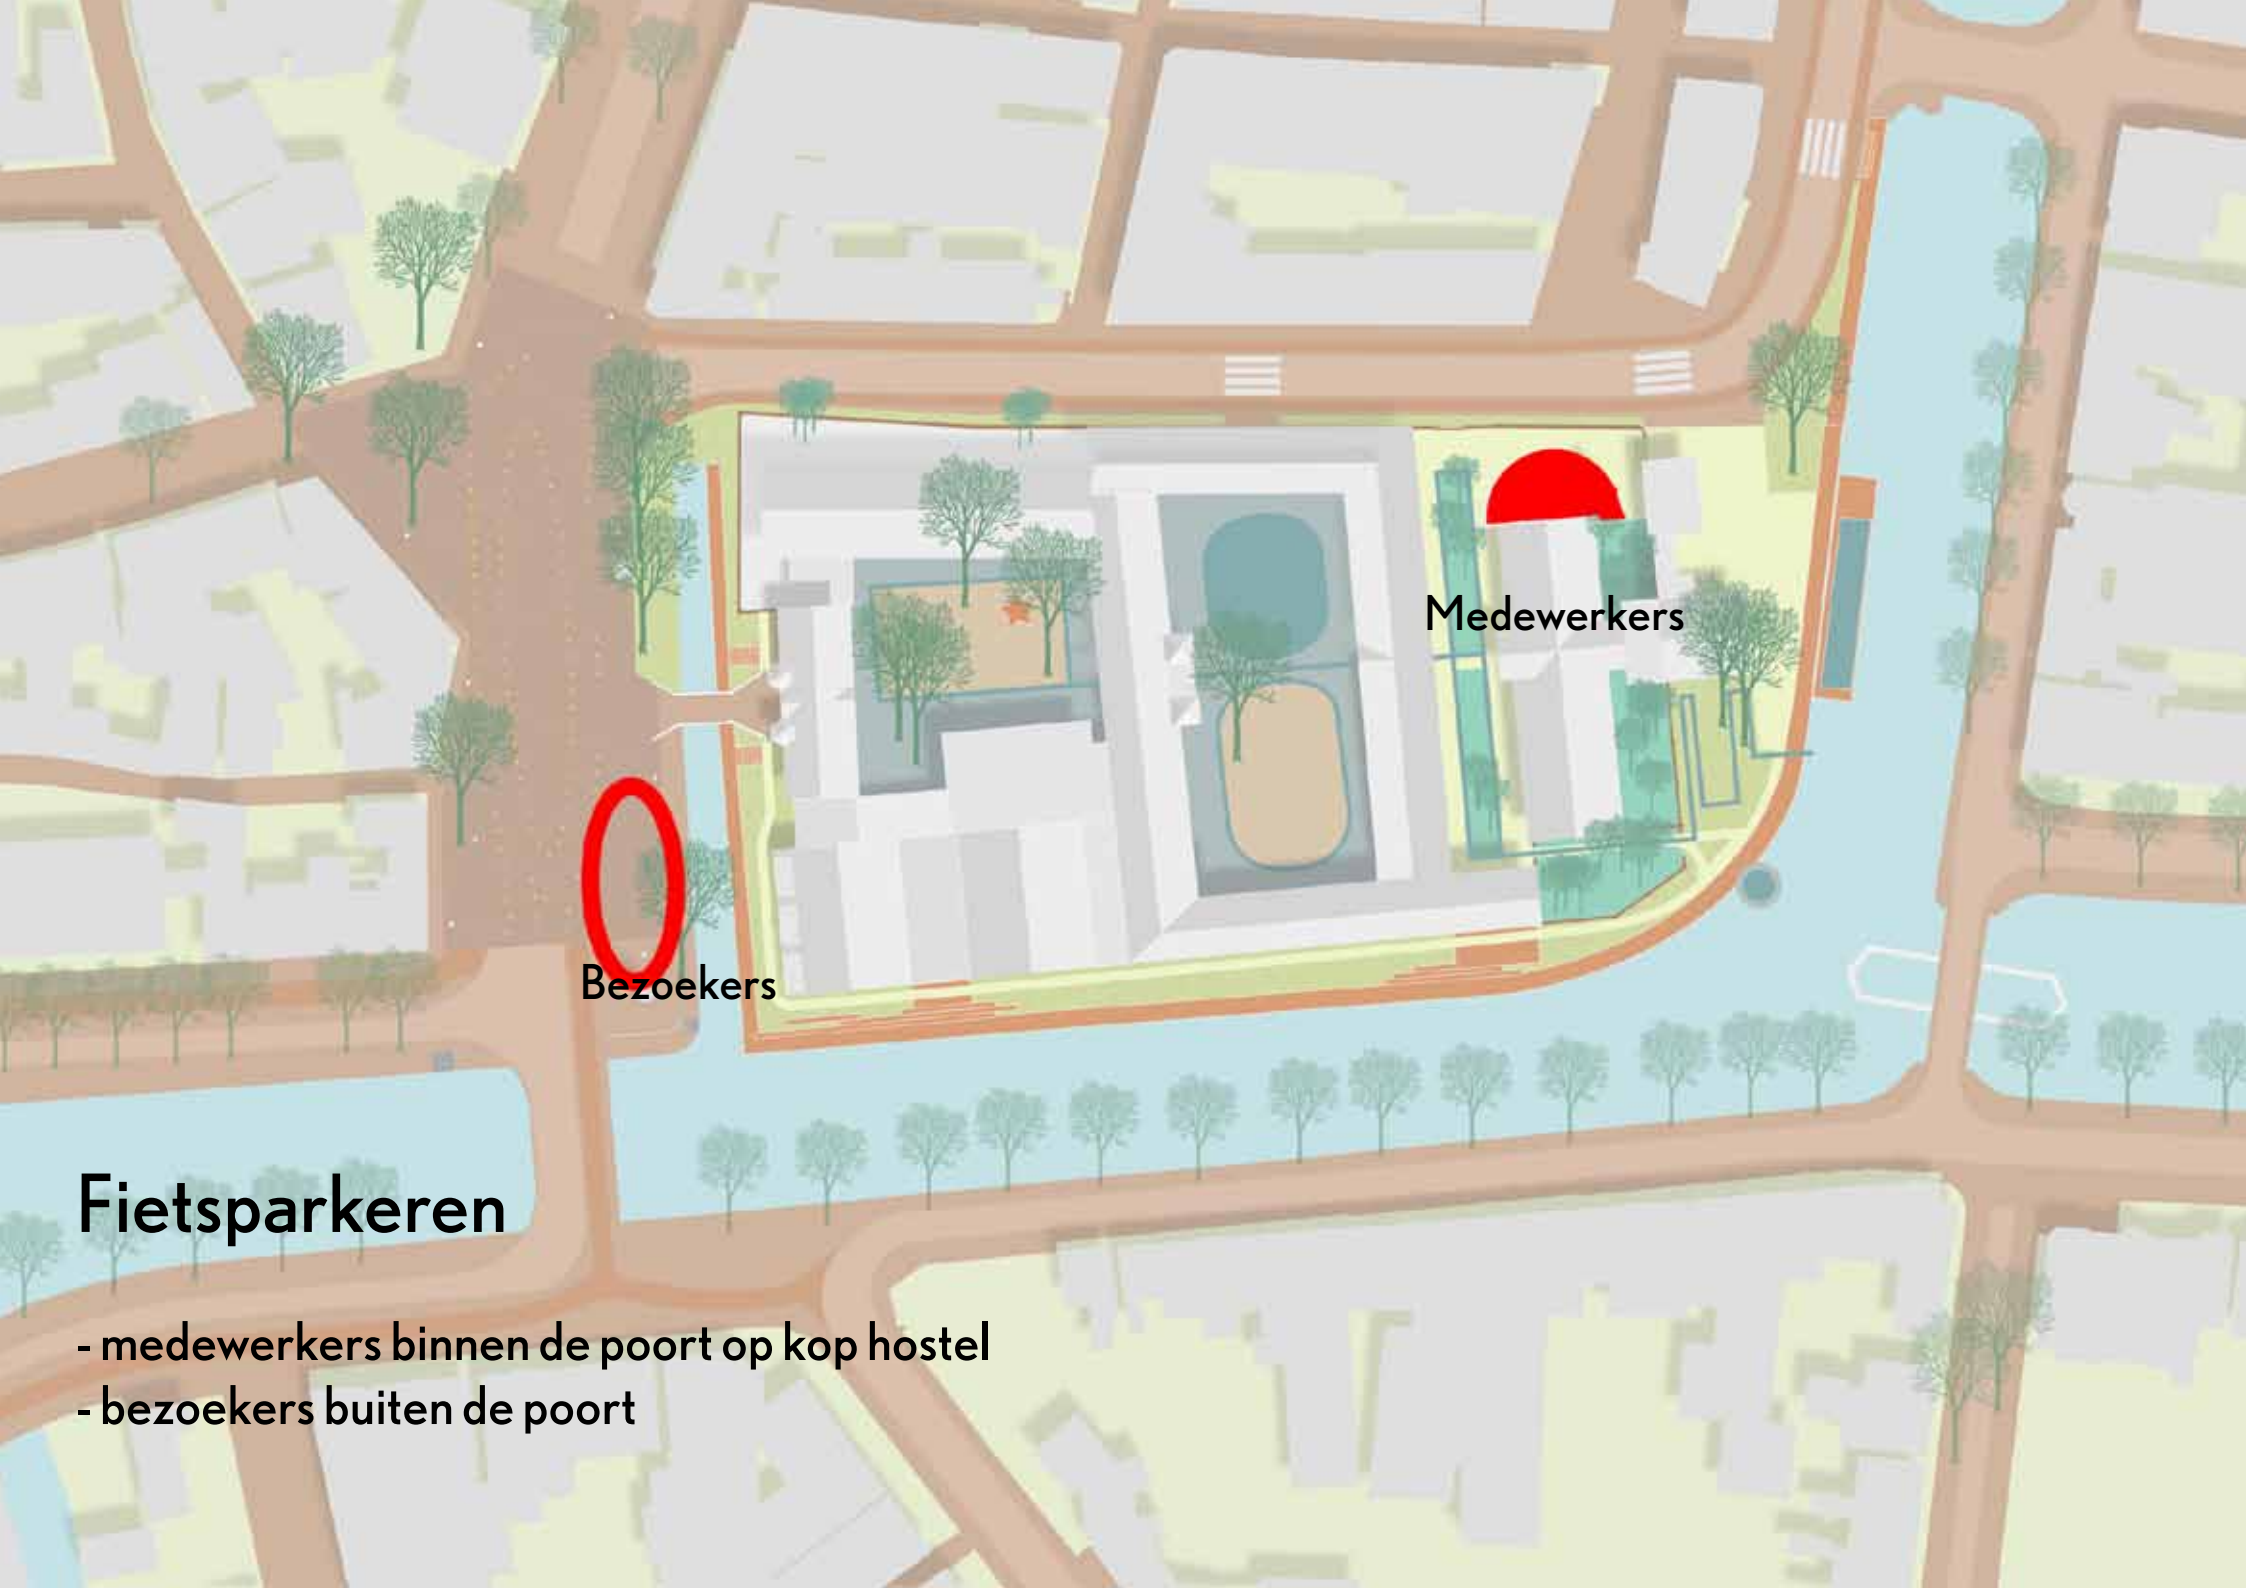 Medewerkers
Bezoekers
Fietsparkeren
- medewerkers binnen de poort op kop hostel
- bezoekers buiten de poort